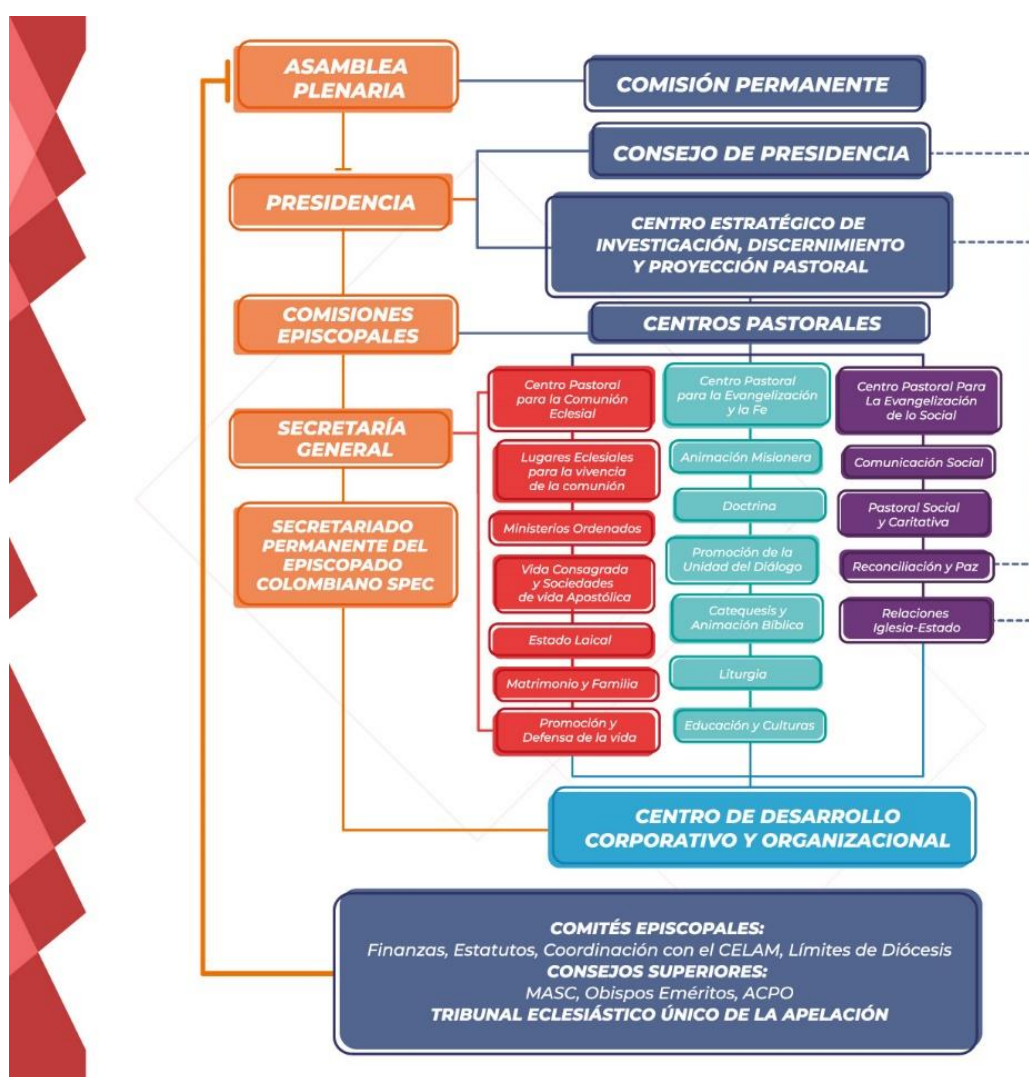 ASAMBLEA
PLENARIA
COMISIÓN PERMANENTE
CONSEJO DE PRESIDENCIA
PRESIDENCIA
CENTRO ESTRATÉGICO DE
INVESTIGACIÓN, DISCERNIMIENTO
Y PROYECCIÓN PASTORAL
COMISIONES
EPISCOPALES
CENTROS PASTORALES
SECRETARÍA
GENERAL
SECRETARIADO
PERMANENTE DEL
EPISCOPADO
COLOMBIANO SPEC
Centro Pastoral
para la Comunión
Eclesial
Lugares Eclesiales
para la vivencia
de la comunión
Ministerios Ordenados
Vida Consagrada
y Sociedades
de vida Apostólica
Estado Laical
Matrimonio y Familia
Promoción y
Defensa de la vida
Centro Pastoral
para la Evangelización
y la Fe
Animación Misionera
Doctrina
Promoción de la
Unidad del Diálogo
Catequesis y
Animación Bíblica
Liturgia
Educación y Culturas
Centro Pastoral Para
La Evangelización
de lo Social
Comunicación Social
Pastoral Social
y Caritativa
Reconciliación y Paz
Relaciones
Iglesia-Estado
CENTRO DE DESARROLLO
CORPORATIVO Y ORGANIZACIONAL
COMITÉS EPISCOPALES:
Finanzas, Estatutos, Coordinación con el CELAM, Límites de Diócesis
CONSEJOS SUPERIORES:
MASC, Obispos Eméritos, ACPO
TRIBUNAL ECLESIÁSTICO ÚNICO DE LA APELACIÓN